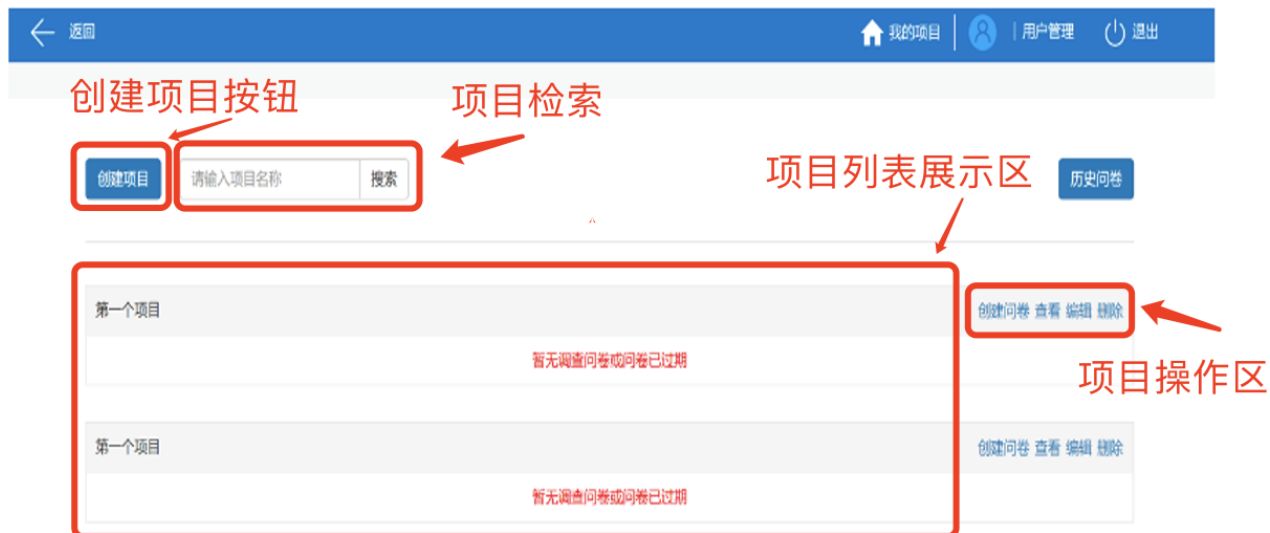 返回 我的项目 | 用户管理 退出
创建项目按钮 项目检索
项目列表展示区
创建项目 请输入项目名称 搜索 历史问卷
第一个项目 创建问卷 查看 编辑 删除
暂无调查问卷或问卷已过期
项目操作区
第一个项目 创建问卷 查看 编辑 删除
暂无调查问卷或问卷已过期